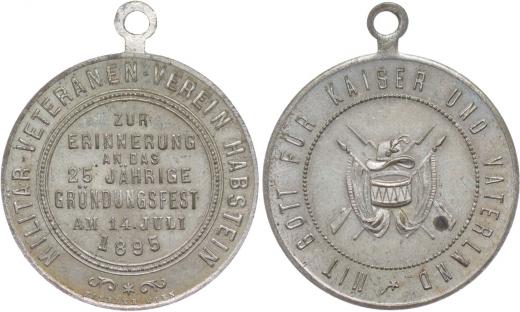 MILITÄR-VETERANEN-VEREIN HABSTEIN
ZUR
ERINNERUNG
AN DAS
25 JÄHRIGE
GRÜNDUNGSFEST
AM 14. JULI
1895
MIT GOTT FÜR KAISER UND VATERLAND